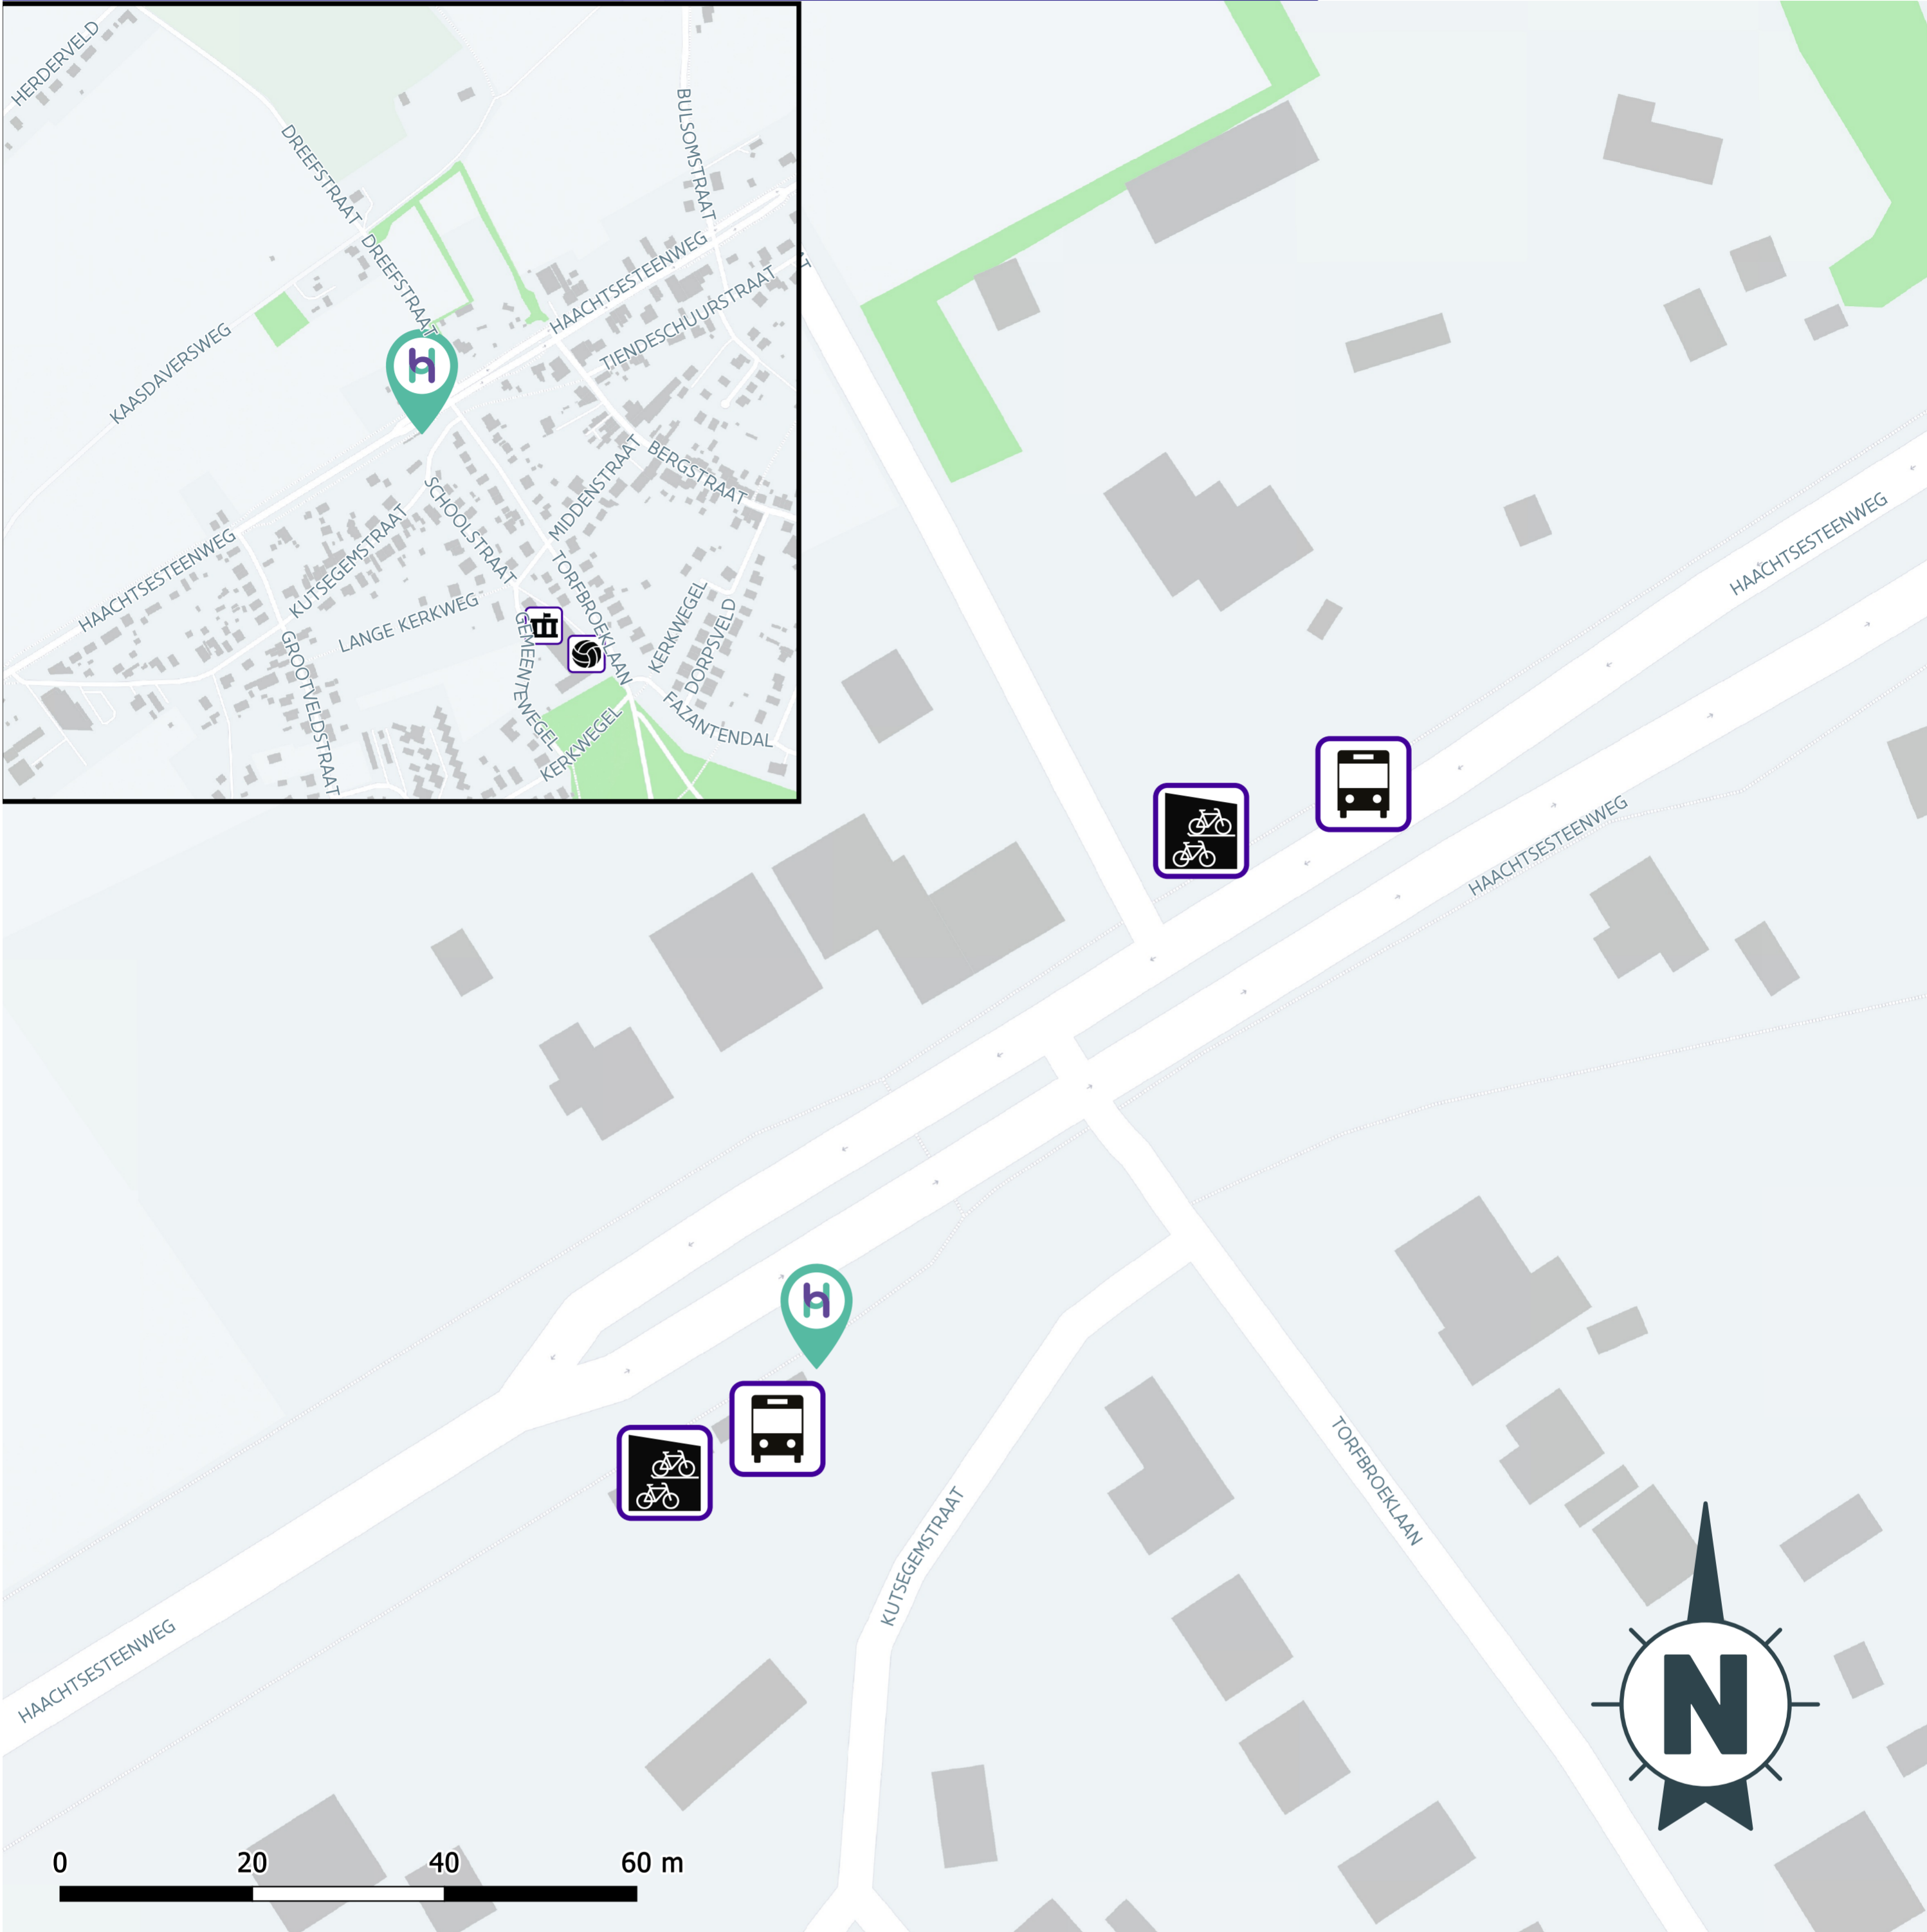 HERDERVELD
DREEFSTRAAT
BULSOMSTRAAT
DREEFSTRAAT
HAACHTSESTEENWEG
TIENDESCHUURSTRAAT
T
KAASDAVERSWEG
h
BERGSTRAAT
MIDDENSTRAAT
SCHOOLSTRAAT
KUTSEGEMSTRAAT
HAACHTSESTEENWEG
LANGE KERKWEG
TORFBROEKLAAN
KERKWEGEL
DORPSVELD
GEMEENTEWEGEL
GROOTVELDSTRAAT
KERKWEGEL
FAZANTENDAL
HAACHTSESTEENWEG
HAACHTSESTEENWEG
h
KUTSEGEMSTRAAT
TORFBROEKLAAN
HAACHTSESTEENWEG
N
0 20 40 60 m